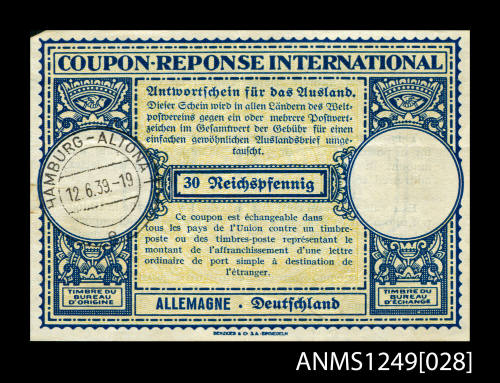 COUPON-REPONSE INTERNATIONAL
Antwortschein für das Ausland.
Dieser Schein wird in allen Ländern des Welt-
postvereins gegen ein oder mehrere Postwert-
zeichen im Gesamtwert der Gebühr für einen
einfachen gewöhnlichen Auslandsbrief umge-
tauscht.
HAMBURG-ALTONA
12.6.39.-19
30 Reichspfennig
Ce coupon est échangeable dans
tous les pays de l'Union contre un timbre-
poste ou des timbres-poste représentant le
montant de l'affranchissement d'une lettre
ordinaire de port simple à destination de
l'étranger.
TIMBRE DU
BUREAU
D'ORIGINE
TIMBRE DU
BUREAU
D'ÉCHANGE
ALLEMAGNE · Deutschland
BENZIGER & CO S.A. EINSIEDELN
ANMS1249[028]